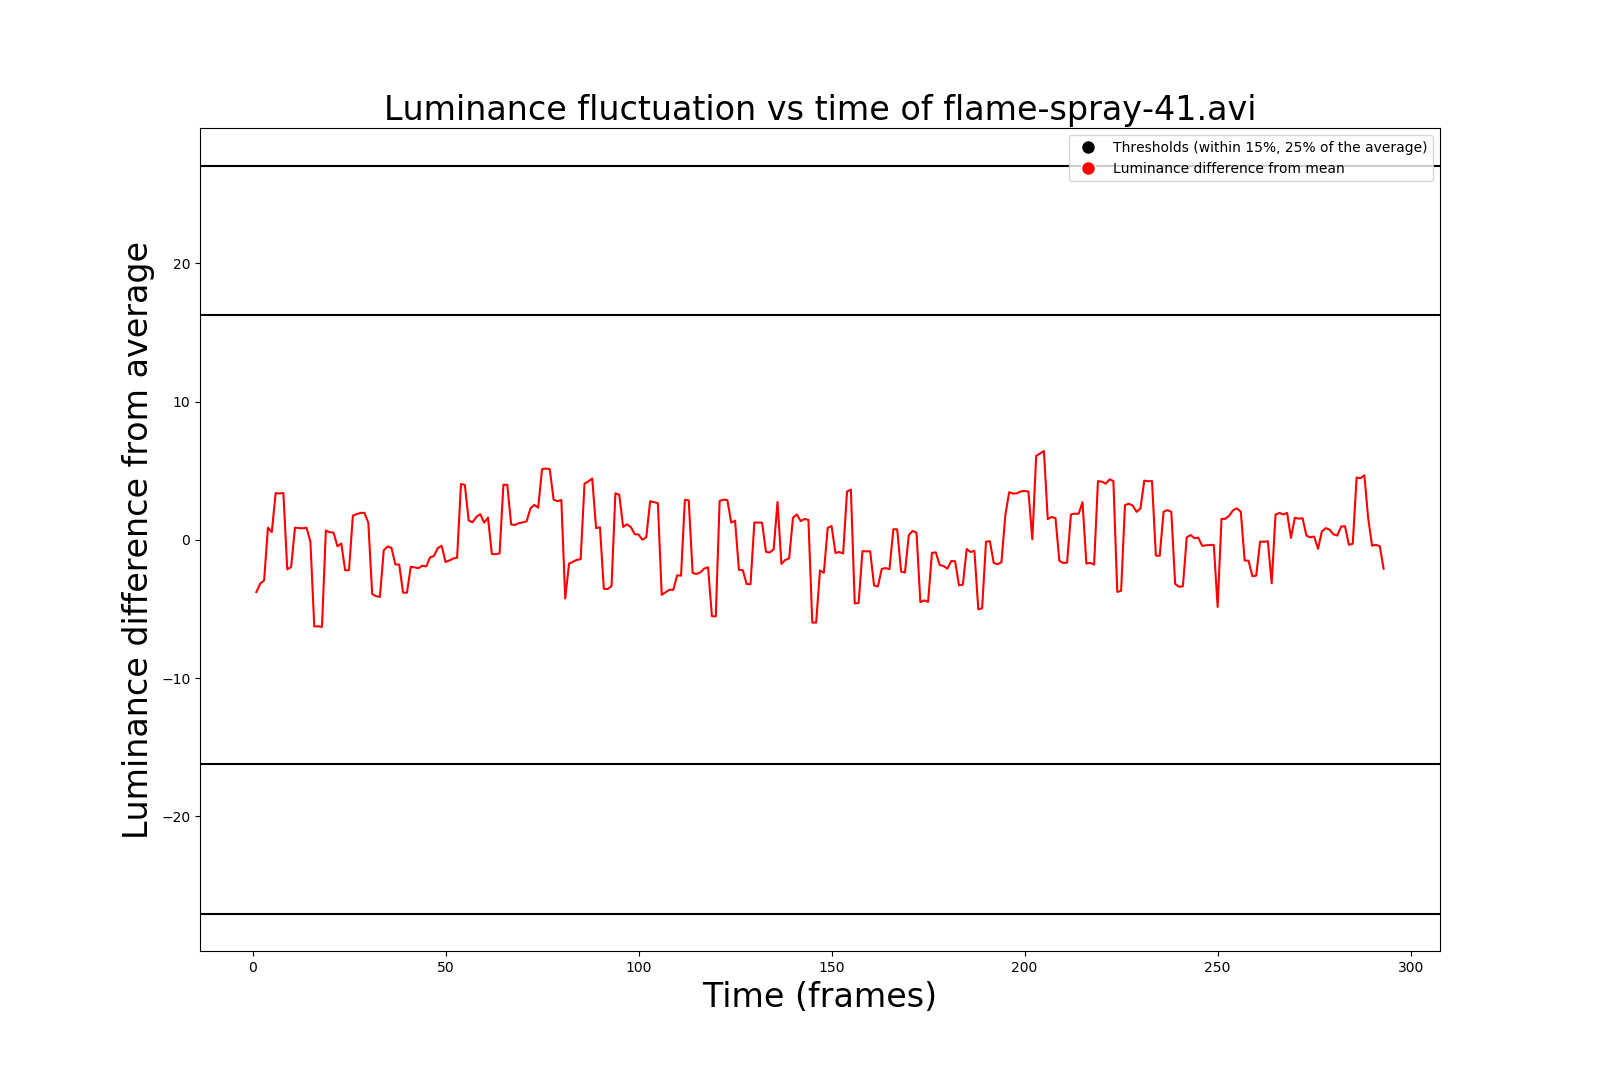 Luminance fluctuation vs time of flame-spray-41.avi
Thresholds (within 15%, 25% of the average)
Luminance difference from mean
Luminance difference from average
20
10
0
−10
−20
0 50 100 150 200 250 300
Time (frames)